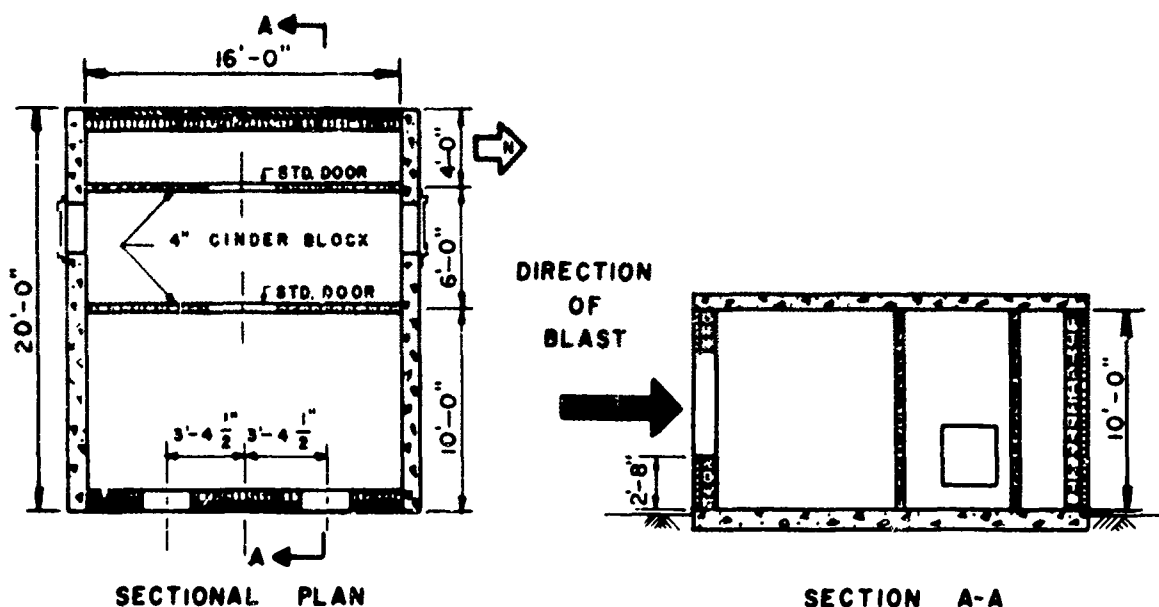 A
16'-0"
4'-0"
N
STD. DOOR
4" CINDER BLOCK
6'-0"
20'-0"
STD. DOOR
10'-0"
3'-4 1/2" 3'-4 1/2"
A
SECTIONAL PLAN
DIRECTION
OF
BLAST
2'-8"
10'-0"
SECTION A-A